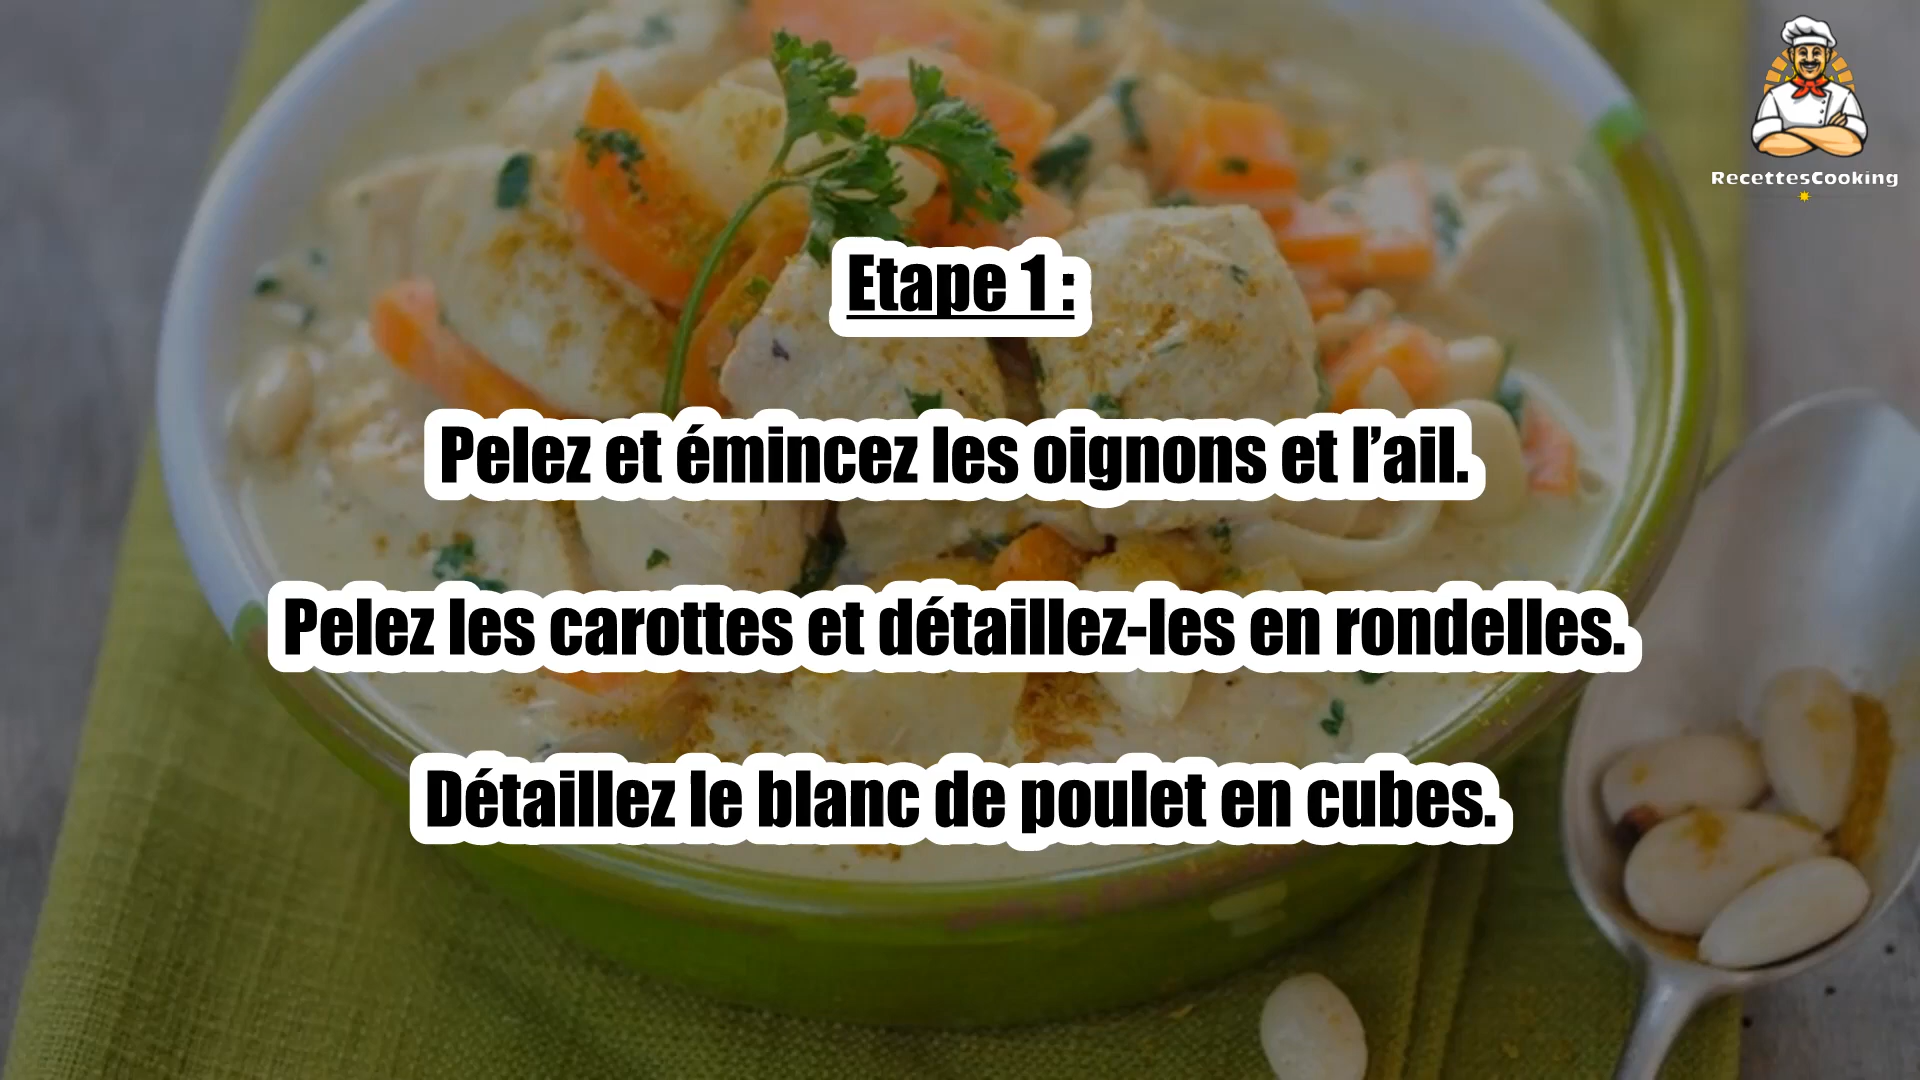 RecettesCooking
Etape 1 :
Pelez et émincez les oignons et l’ail.
Pelez les carottes et détaillez-les en rondelles.
Détaillez le blanc de poulet en cubes.